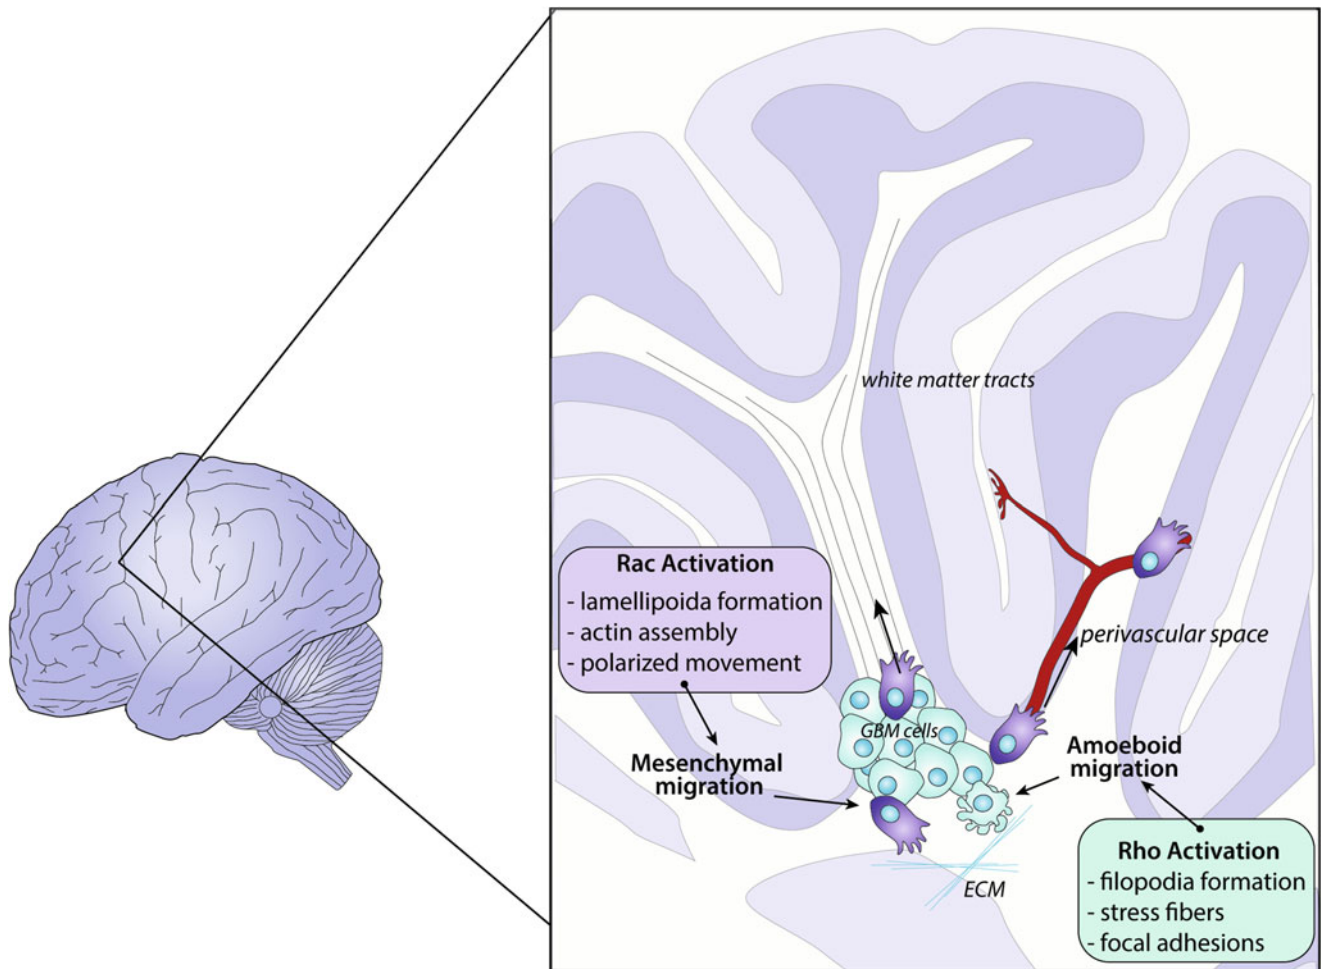 white matter tracts
Rac Activation
- lamellipoida formation
- actin assembly
- polarized movement
perivascular space
GBM cells
Mesenchymal
migration
Amoeboid
migration
Rho Activation
- filopodia formation
- stress fibers
- focal adhesions
ECM